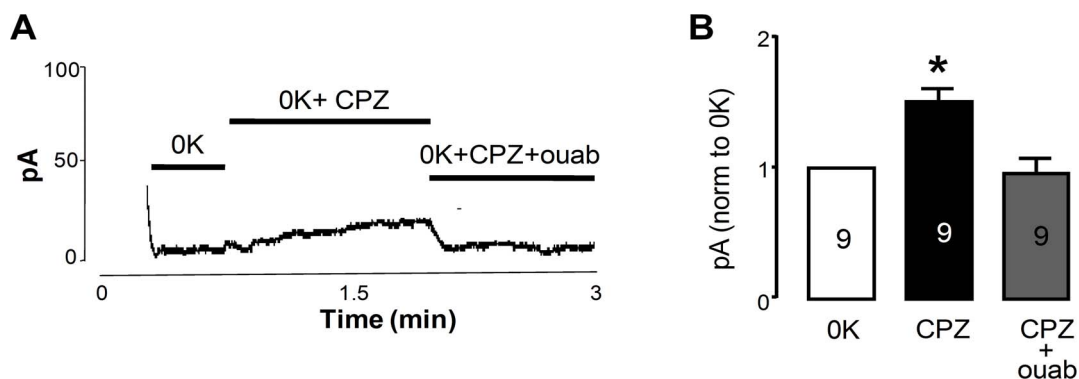 A
100
50
0
pA
0K
0K+ CPZ
0K+CPZ+ouab
0
1.5
3
Time (min)
B
2
1
0
pA (norm to 0K)
*
9
9
9
0K
CPZ
CPZ
+
ouab